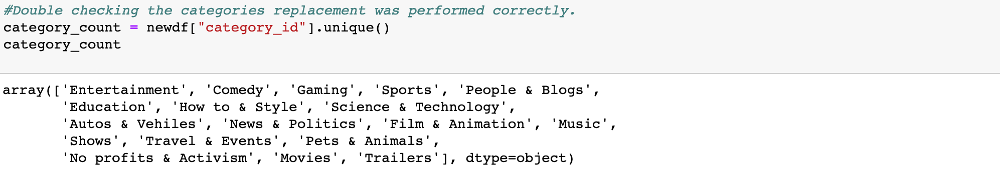 #Double checking the categories replacement was performed correctly.
category_count = newdf["category_id"].unique()
category_count
array(['Entertainment', 'Comedy', 'Gaming', 'Sports', 'People & Blogs',
'Education', 'How to & Style', 'Science & Technology',
'Autos & Vehiles', 'News & Politics', 'Film & Animation', 'Music',
'Shows', 'Travel & Events', 'Pets & Animals',
'No profits & Activism', 'Movies', 'Trailers'], dtype=object)